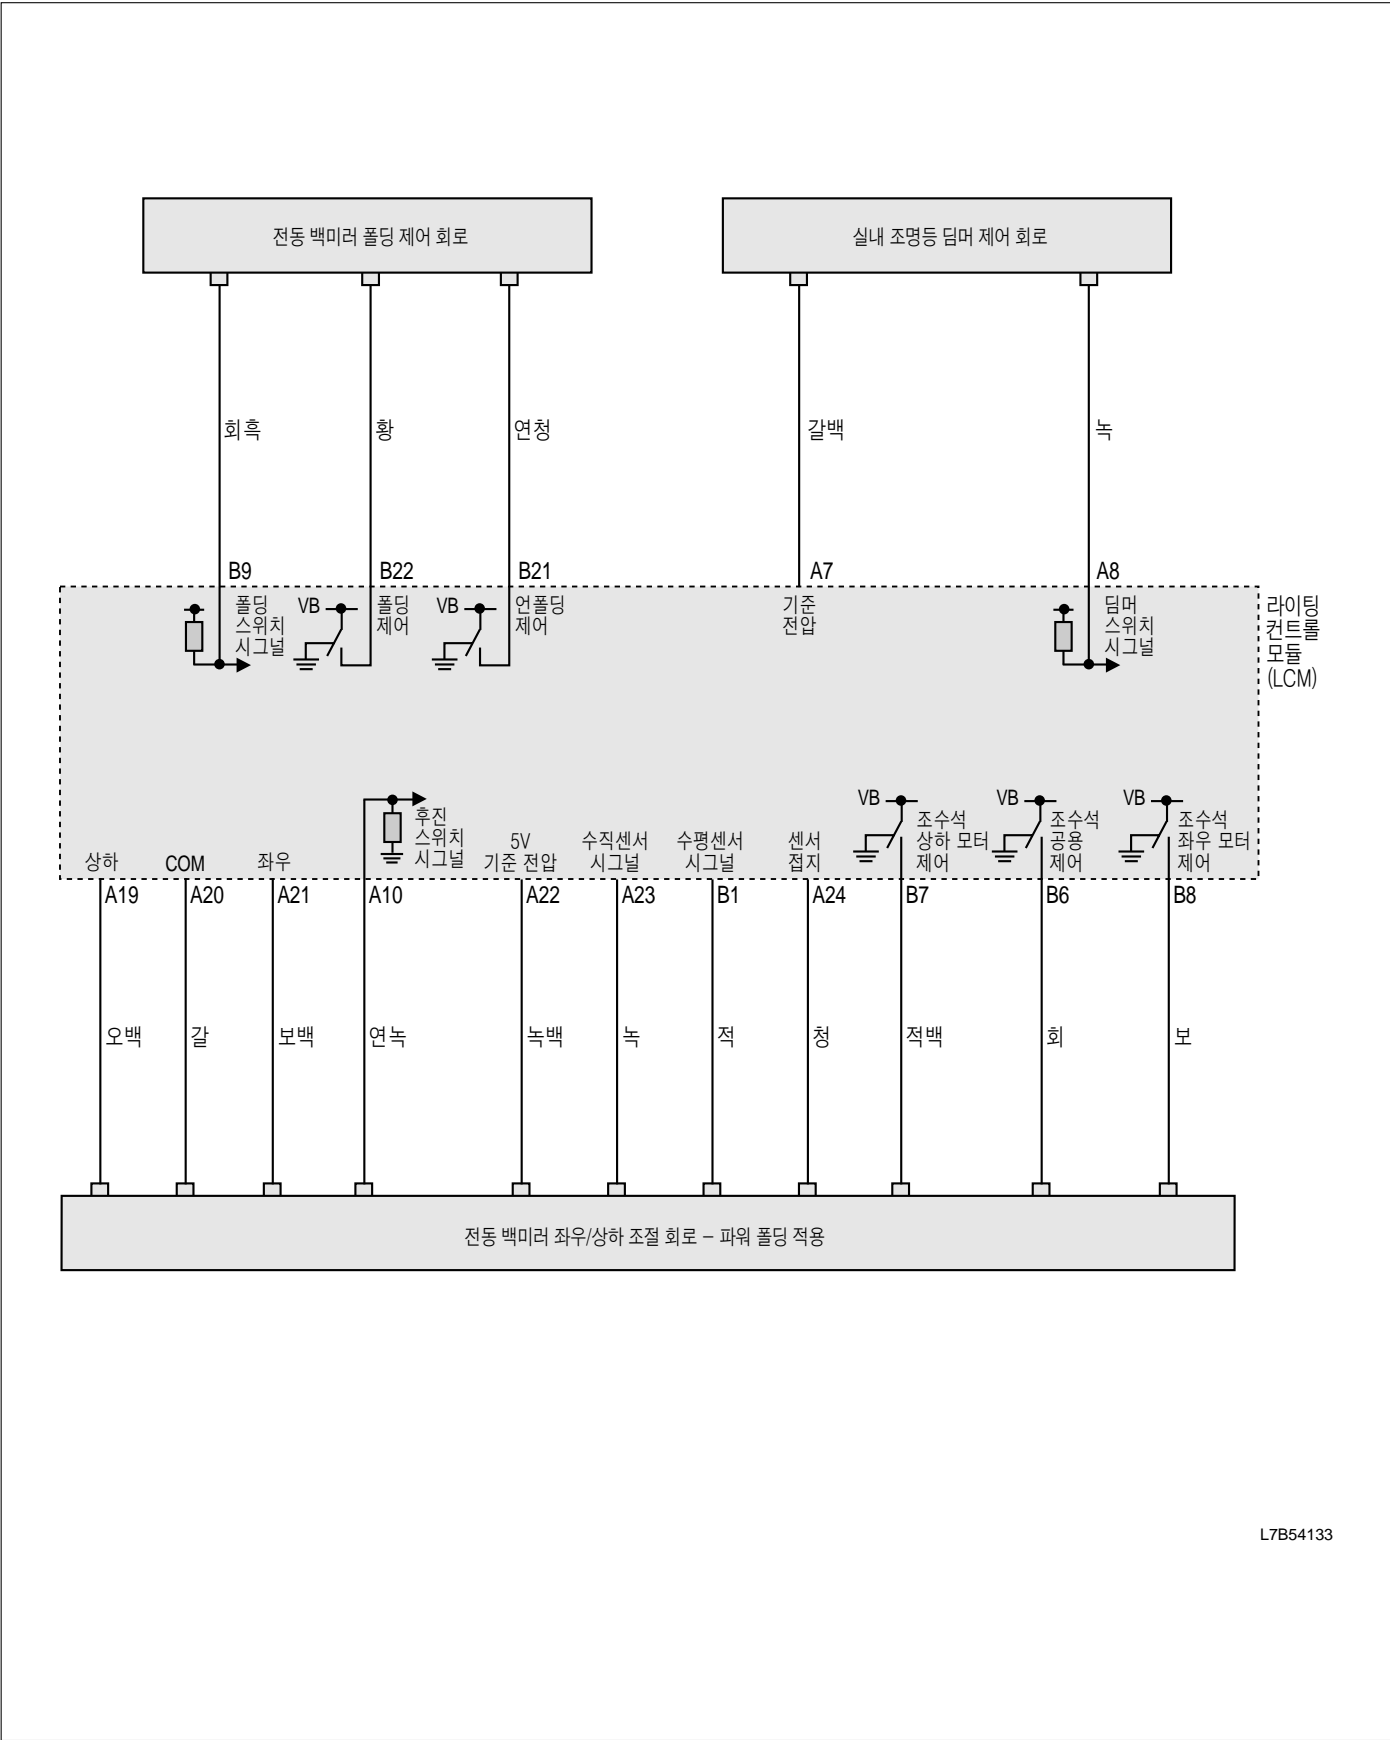 전동 백미러 폴딩 제어 회로
실내 조명등 딤머 제어 회로
회흑
황
연청
갈백
녹
B9
B22
B21
A7
A8
폴딩
스위치
시그널
VB
폴딩
제어
VB
언폴딩
제어
기준
전압
딤머
스위치
시그널
라이팅
컨트롤
모듈
(LCM)
상하
COM
좌우
후진
스위치
시그널
5V
기준 전압
수직센서
시그널
수평센서
시그널
센서
접지
VB
조수석
상하 모터
제어
VB
조수석
공용
제어
VB
조수석
좌우 모터
제어
A19
A20
A21
A10
A22
A23
B1
A24
B7
B6
B8
오백
갈
보백
연녹
녹백
녹
적
청
적백
회
보
전동 백미러 좌우/상하 조절 회로 – 파워 폴딩 적용
L7B54133